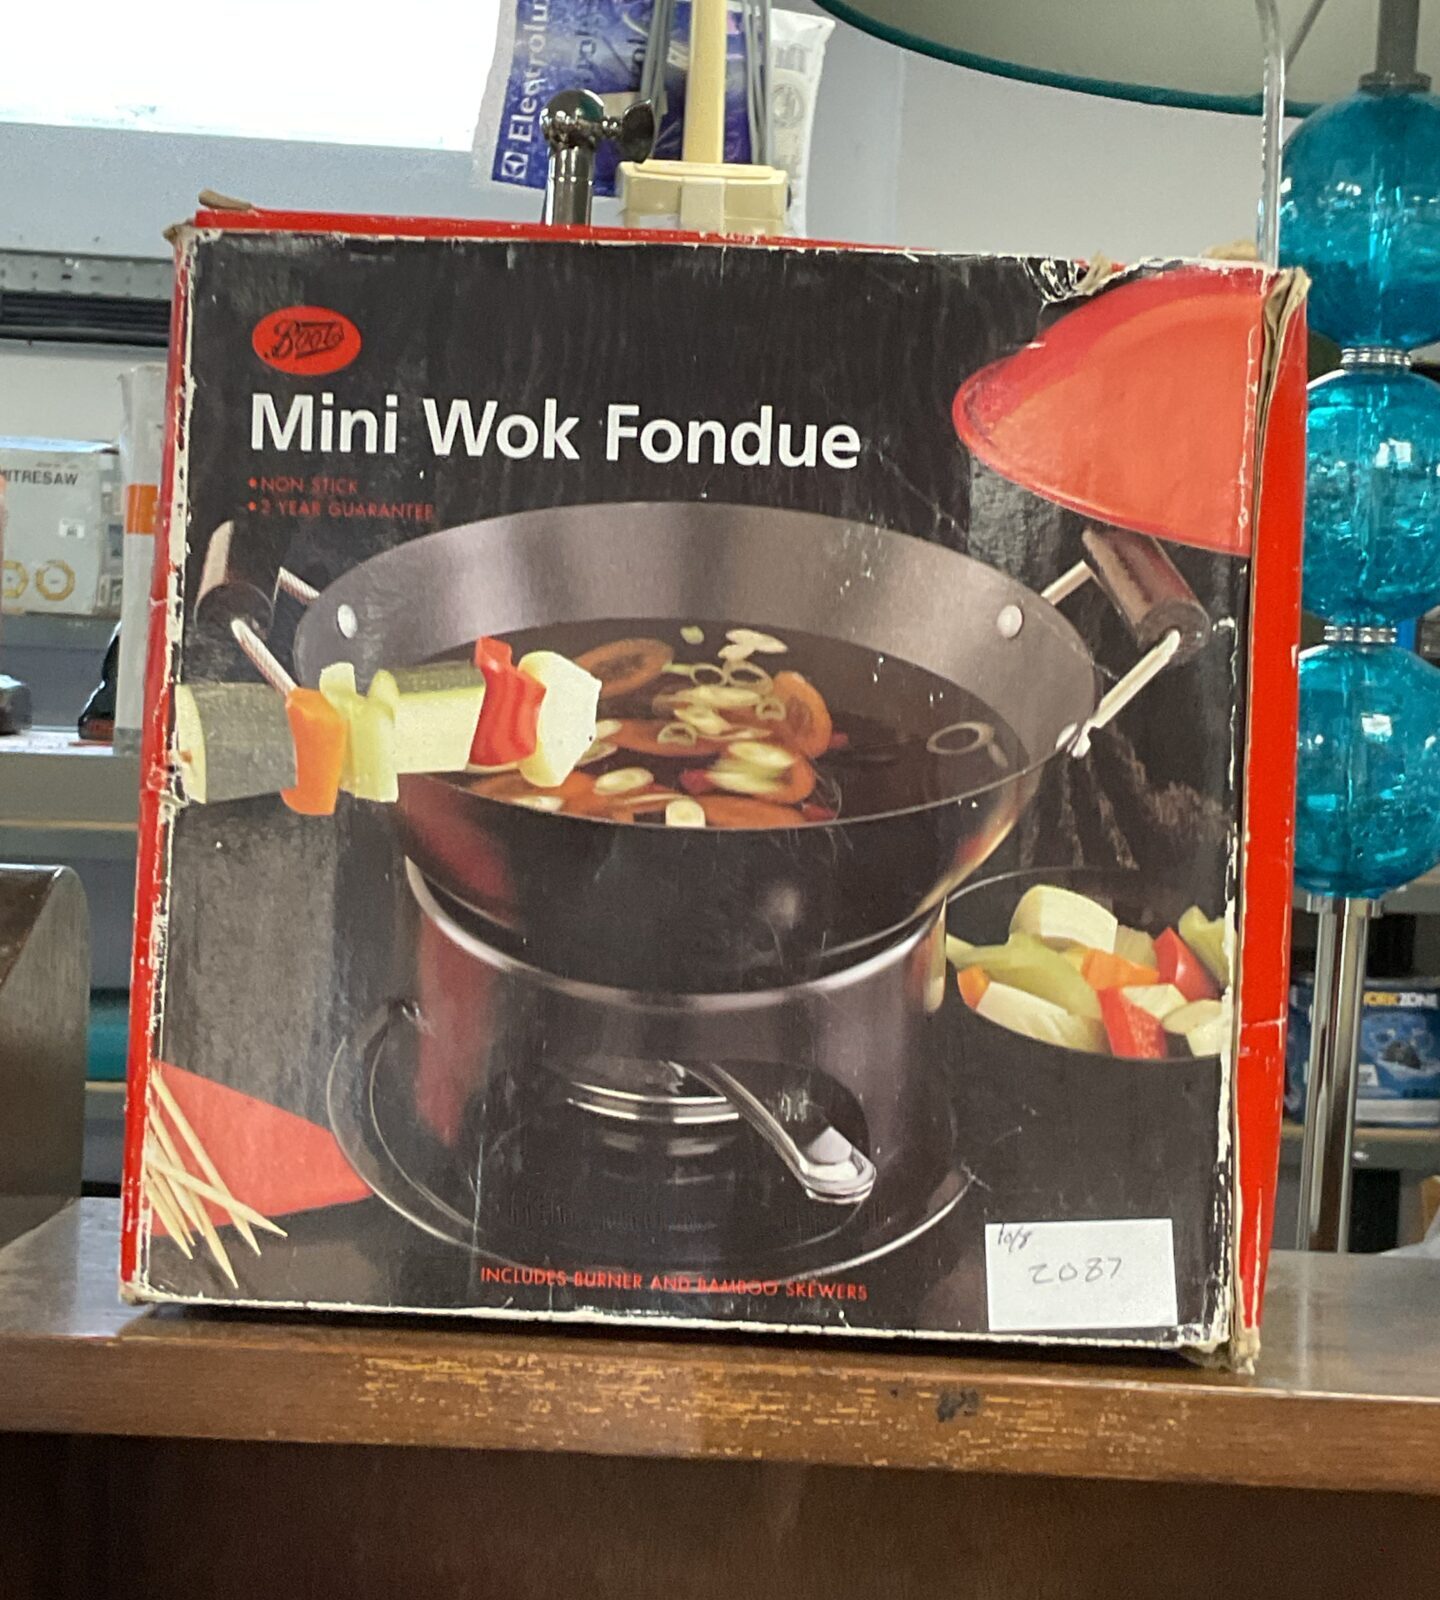 Electrolux
Boots
Mini Wok Fondue
• NON STICK
• 2 YEAR GUARANTEE
MITRESAW
WORKZONE
INCLUDES BURNER AND BAMBOO SKEWERS
10/8
2087